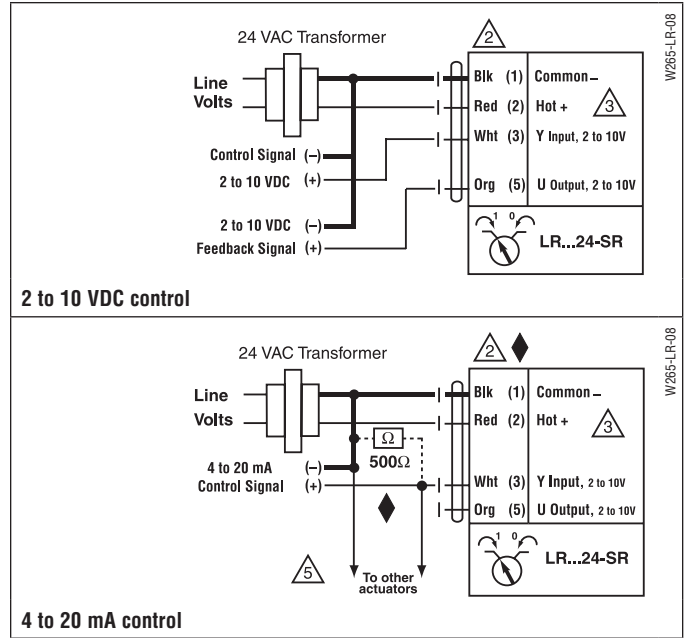 24 VAC Transformer
2
W265-LR-08
Line
Volts
Blk (1) Common –
Red (2) Hot +
3
Wht (3) Y Input, 2 to 10V
Control Signal (–)
2 to 10 VDC (+)
Org (5) U Output, 2 to 10V
2 to 10 VDC (–)
Feedback Signal (+)
1 0
LR...24-SR
2 to 10 VDC control
24 VAC Transformer
2
W265-LR-08
Line
Volts
Blk (1) Common –
Red (2) Hot +
3
Ω
500Ω
4 to 20 mA (–)
Control Signal (+)
Wht (3) Y Input, 2 to 10V
Org (5) U Output, 2 to 10V
1 0
LR...24-SR
5
To other
actuators
4 to 20 mA control